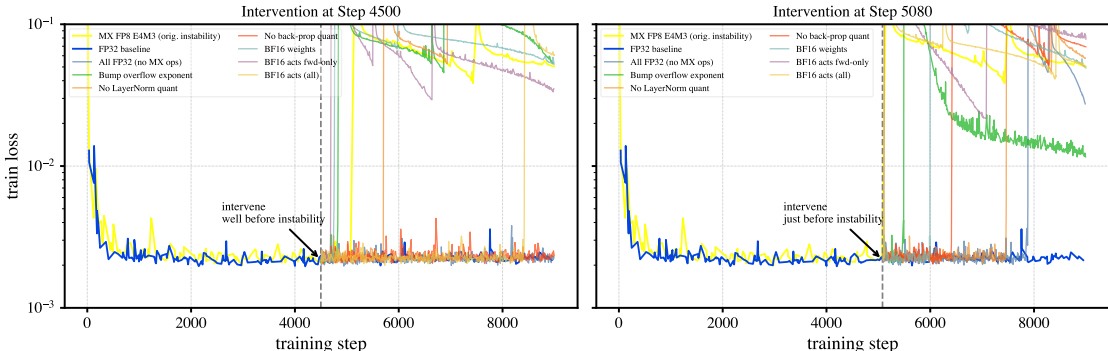 Intervention at Step 4500
train loss
10⁻¹
10⁻²
10⁻³
MX FP8 E4M3 (orig. instability)
FP32 baseline
All FP32 (no MX ops)
Bump overflow exponent
No LayerNorm quant
No back-prop quant
BF16 weights
BF16 acts fwd-only
BF16 acts (all)
intervene
well before instability
0
2000
4000
6000
8000
training step
Intervention at Step 5080
MX FP8 E4M3 (orig. instability)
FP32 baseline
All FP32 (no MX ops)
Bump overflow exponent
No LayerNorm quant
No back-prop quant
BF16 weights
BF16 acts fwd-only
BF16 acts (all)
intervene
just before instability
0
2000
4000
6000
8000
training step